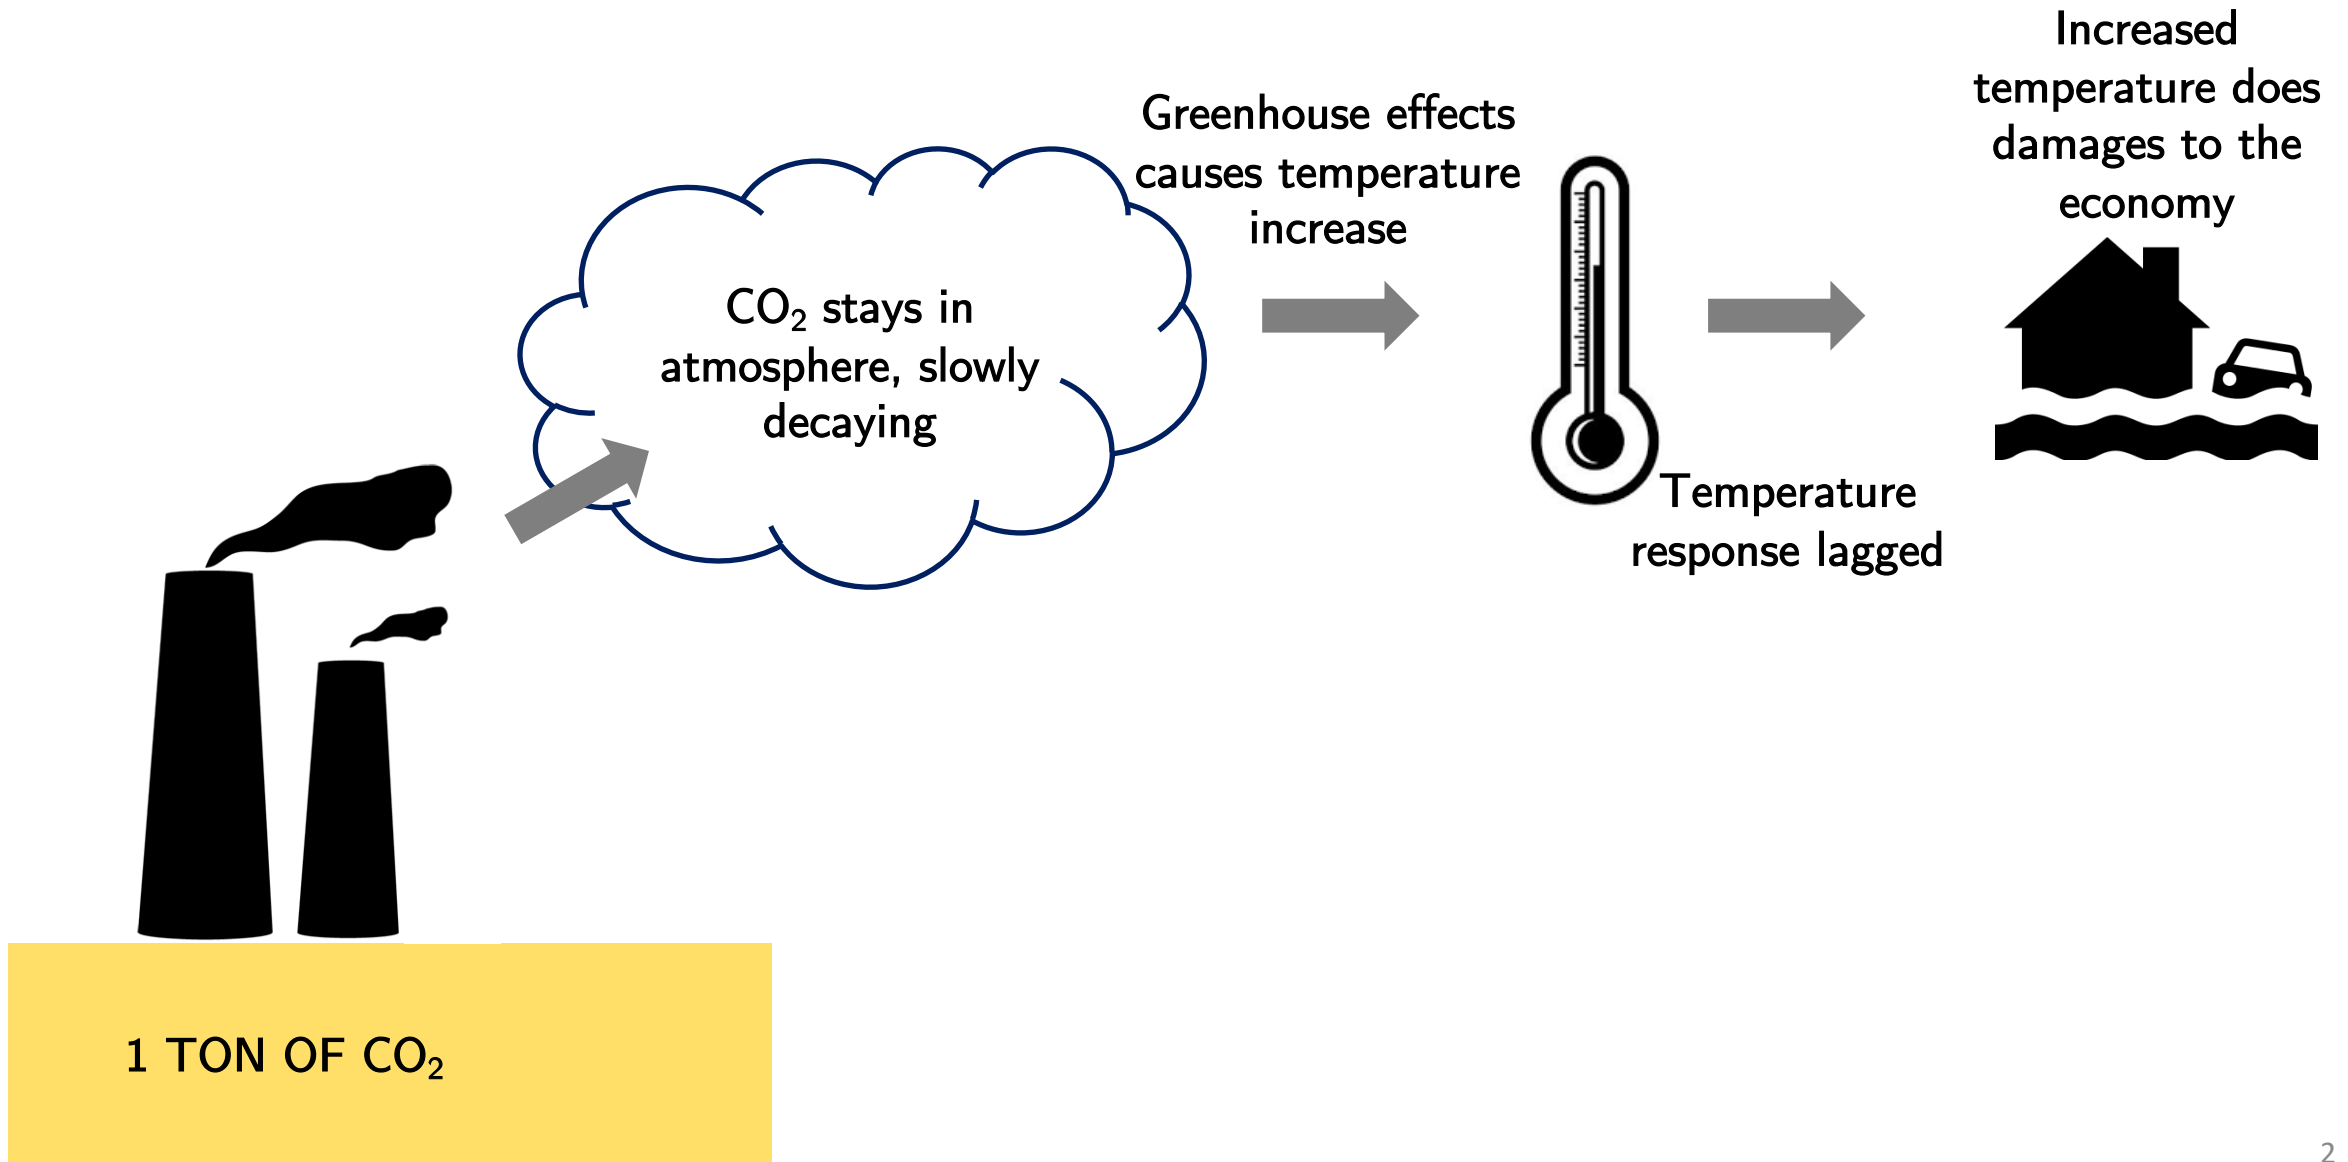 Increased
temperature does
damages to the
economy
Greenhouse effects
causes temperature
increase
CO₂ stays in
atmosphere, slowly
decaying
Temperature
response lagged
1 TON OF CO₂
2